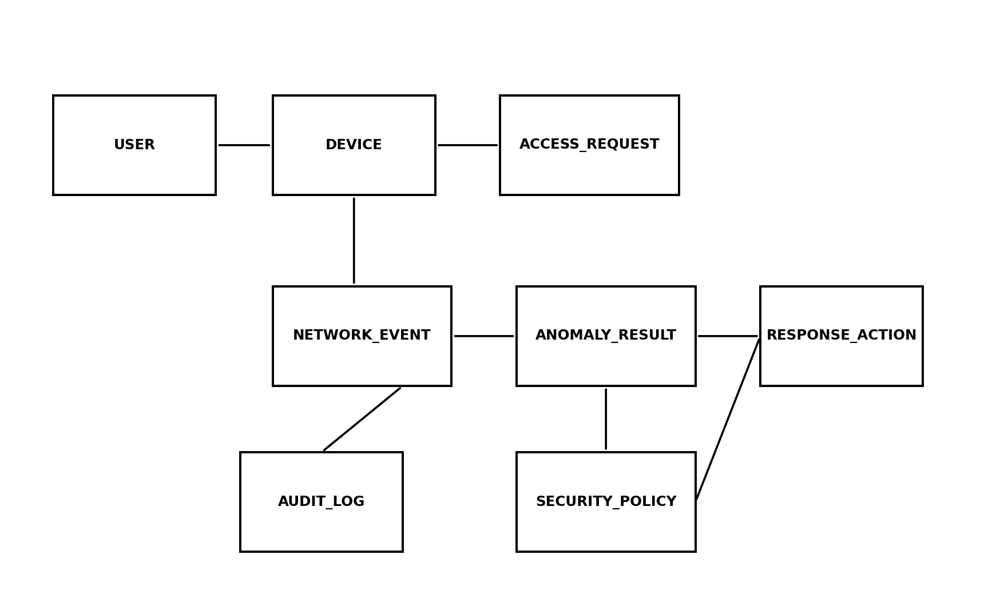 USER
DEVICE
ACCESS_REQUEST
NETWORK_EVENT
ANOMALY_RESULT
RESPONSE_ACTION
AUDIT_LOG
SECURITY_POLICY